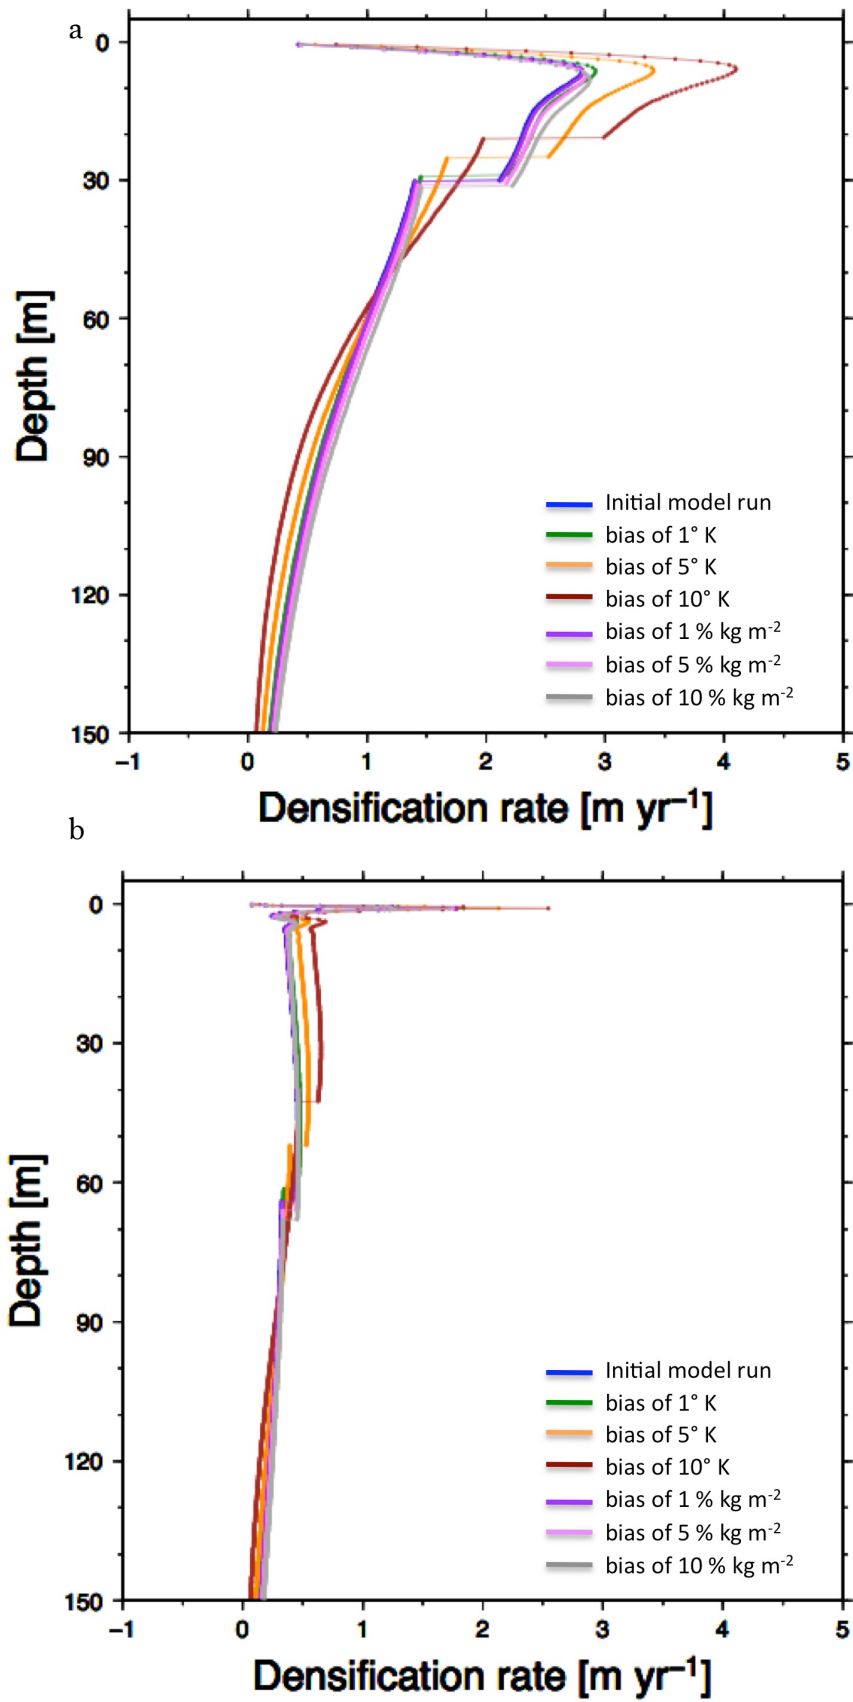 a
0
30
60
90
120
150
Depth [m]
Initial model run
bias of 1° K
bias of 5° K
bias of 10° K
bias of 1 % kg m-2
bias of 5 % kg m-2
bias of 10 % kg m-2
−1 0 1 2 3 4 5
Densification rate [m yr−1]
b
0
30
60
90
120
150
Depth [m]
Initial model run
bias of 1° K
bias of 5° K
bias of 10° K
bias of 1 % kg m-2
bias of 5 % kg m-2
bias of 10 % kg m-2
−1 0 1 2 3 4 5
Densification rate [m yr−1]